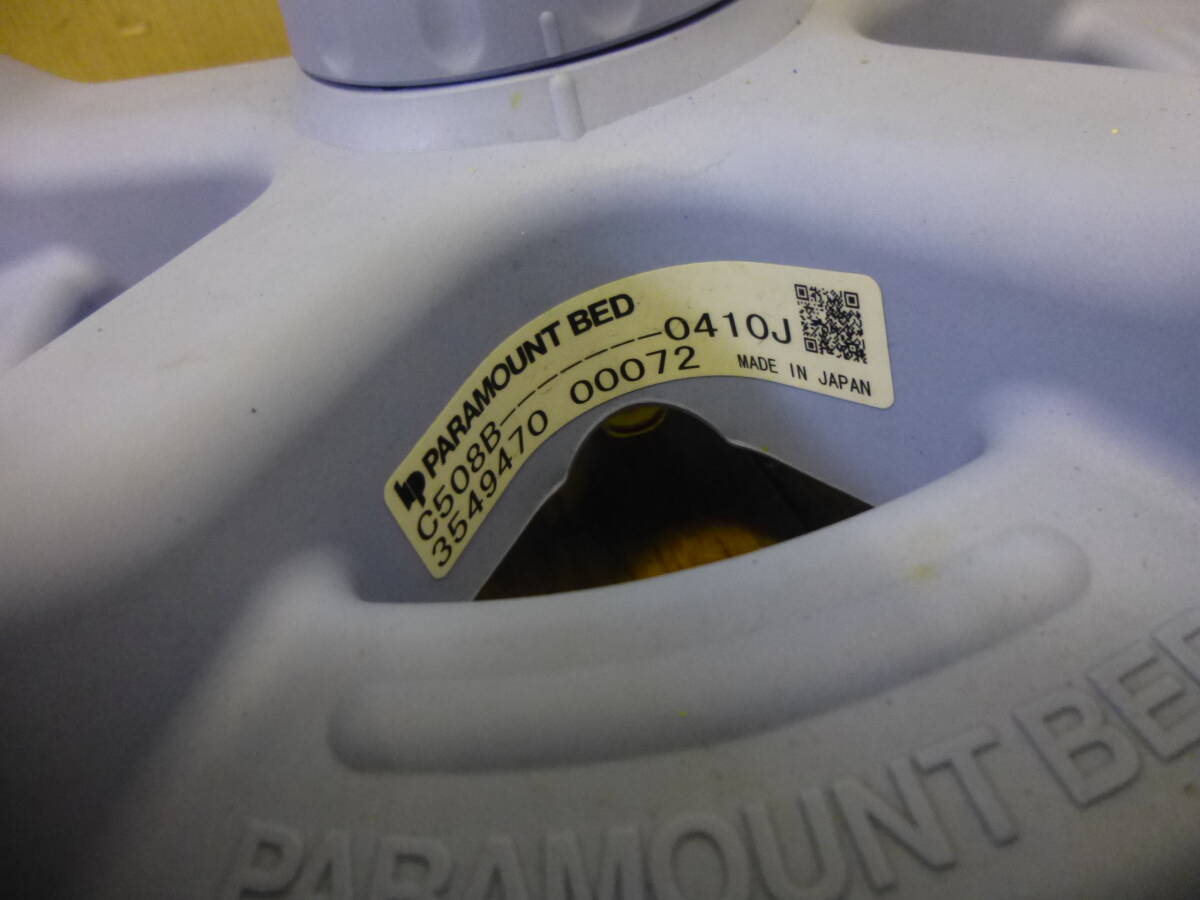 PARAMOUNT BED
C508B-------0410J
3549470 00072 MADE IN JAPAN
PARAMOUNT BE